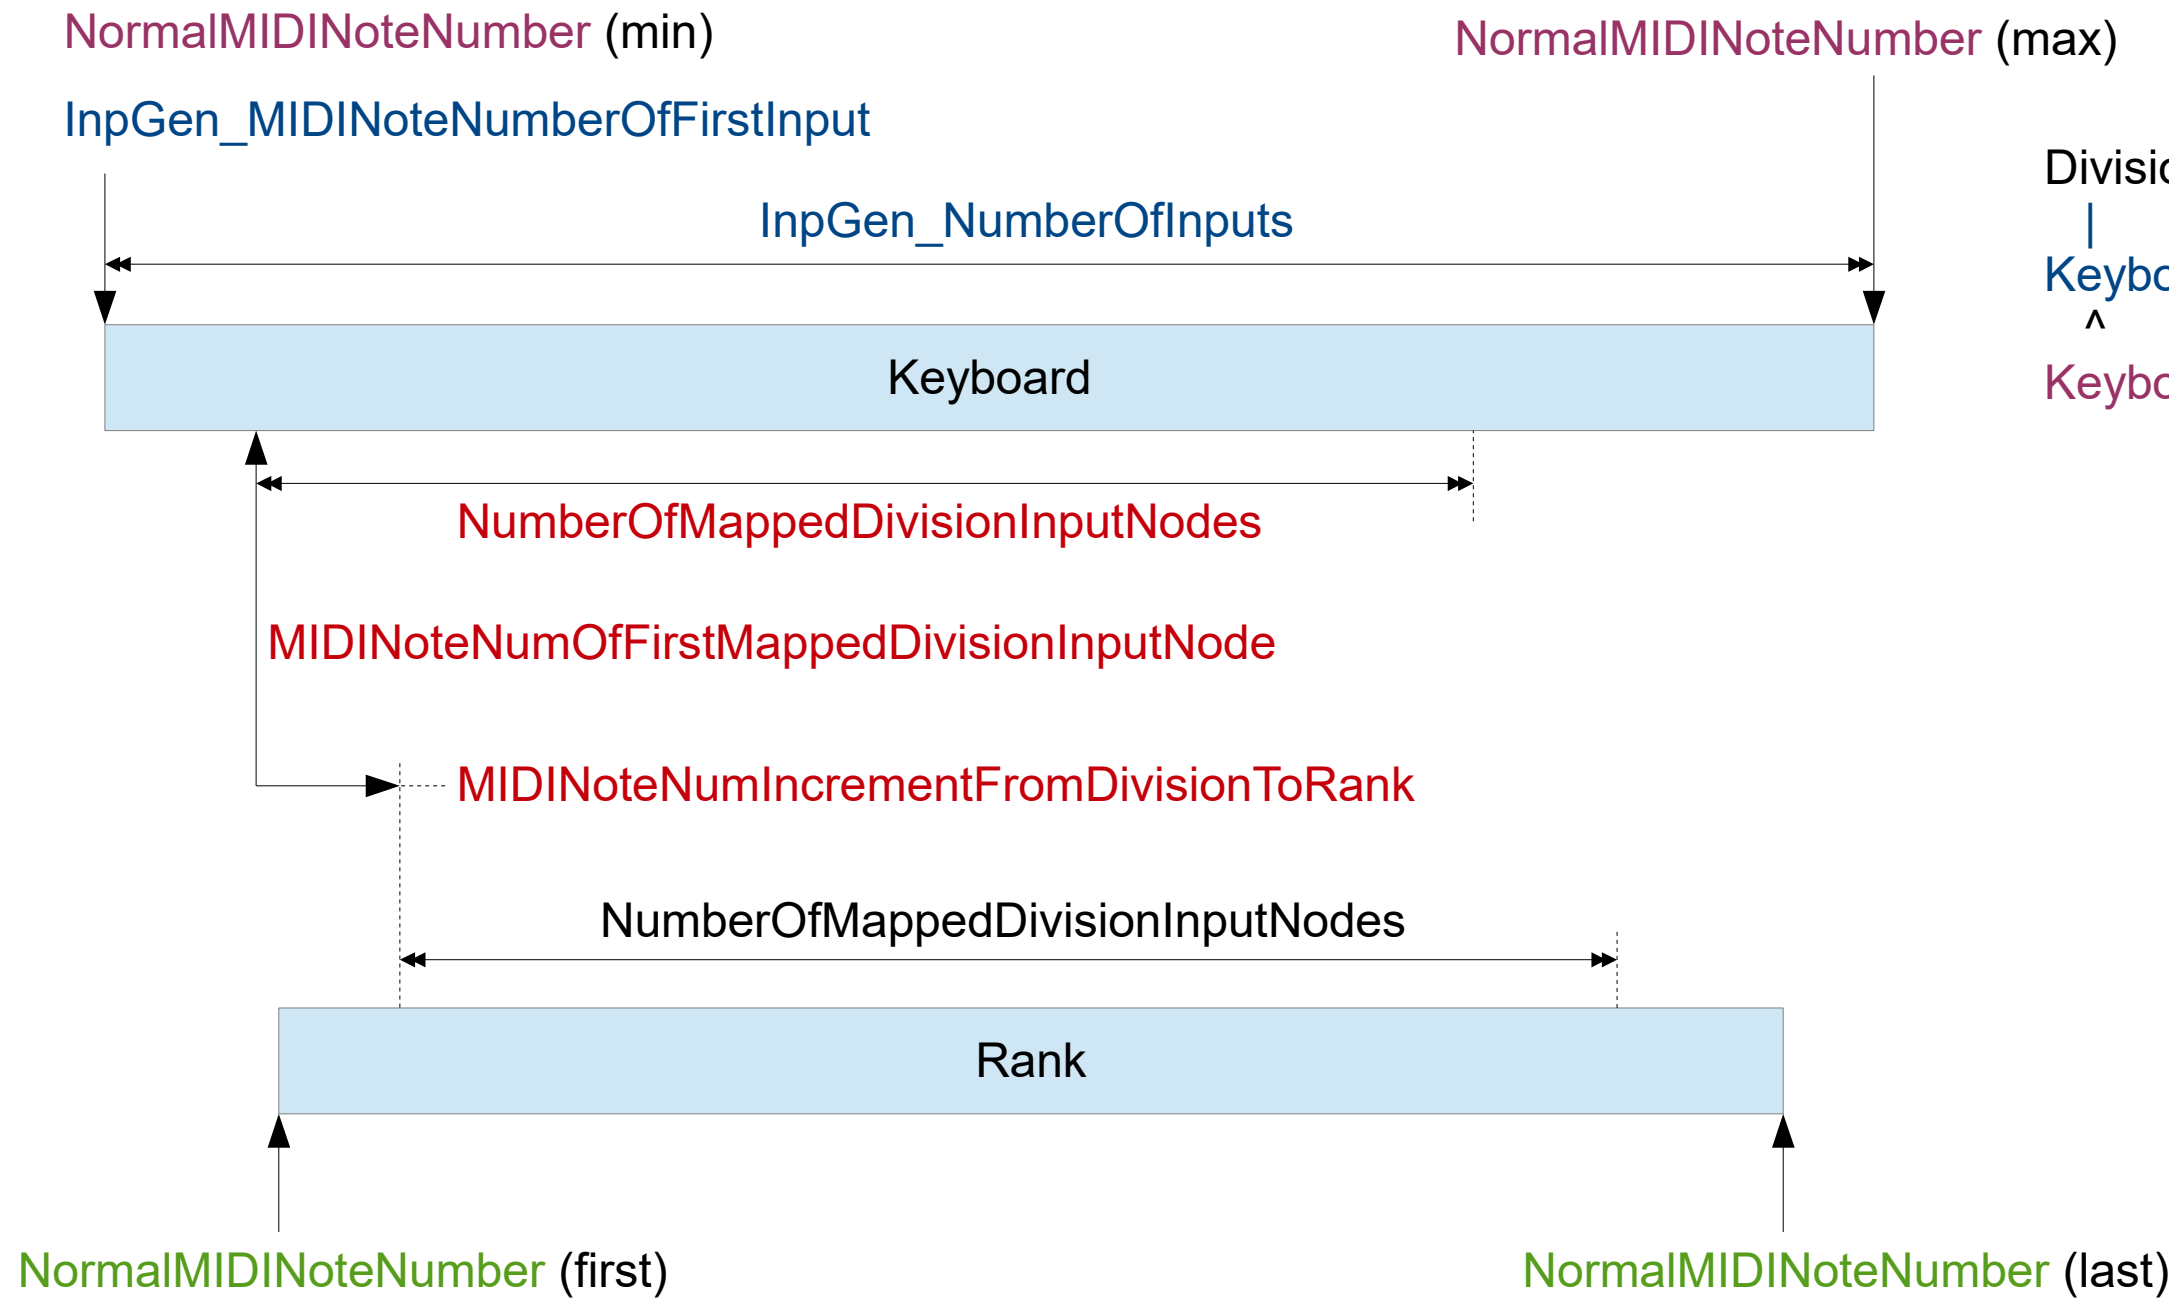 NormalMIDINoteNumber (min)
NormalMIDINoteNumber (max)
InpGen_MIDINoteNumberOfFirstInput
InpGen_NumberOfInputs
Keyboard
NumberOfMappedDivisionInputNodes
MIDINoteNumOfFirstMappedDivisionInputNode
MIDINoteNumIncrementFromDivisionToRank
NumberOfMappedDivisionInputNodes
Rank
NormalMIDINoteNumber (first)
NormalMIDINoteNumber (last)